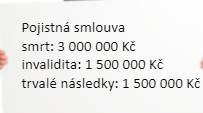 Pojistná smlouva
smrt: 3 000 000 Kč
invalidita: 1 500 000 Kč
trvalé následky: 1 500 000 Kč